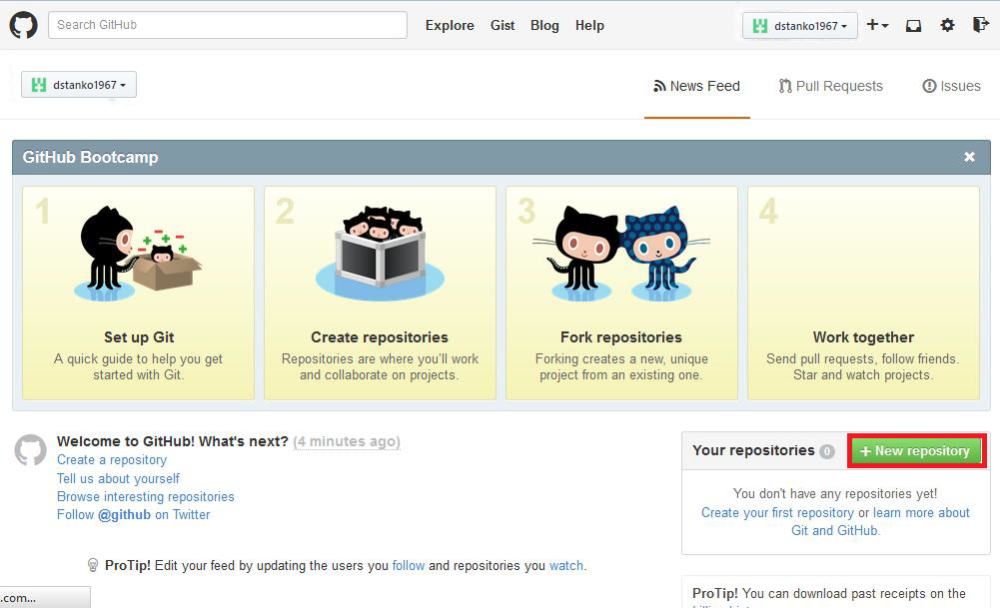 Search GitHub
Explore Gist Blog Help
dstanko1967
dstanko1967
News Feed Pull Requests Issues
GitHub Bootcamp
1
Set up Git
A quick guide to help you get
started with Git.
2
Create repositories
Repositories are where you'll work
and collaborate on projects.
3
Fork repositories
Forking creates a new, unique
project from an existing one.
4
Work together
Send pull requests, follow friends.
Star and watch projects.
Welcome to GitHub! What's next? (4 minutes ago)
Create a repository
Tell us about yourself
Browse interesting repositories
Follow @github on Twitter
ProTip! Edit your feed by updating the users you follow and repositories you watch.
Your repositories 0 + New repository
You don't have any repositories yet!
Create your first repository or learn more about
Git and GitHub.
ProTip! You can download past receipts on the
.com...